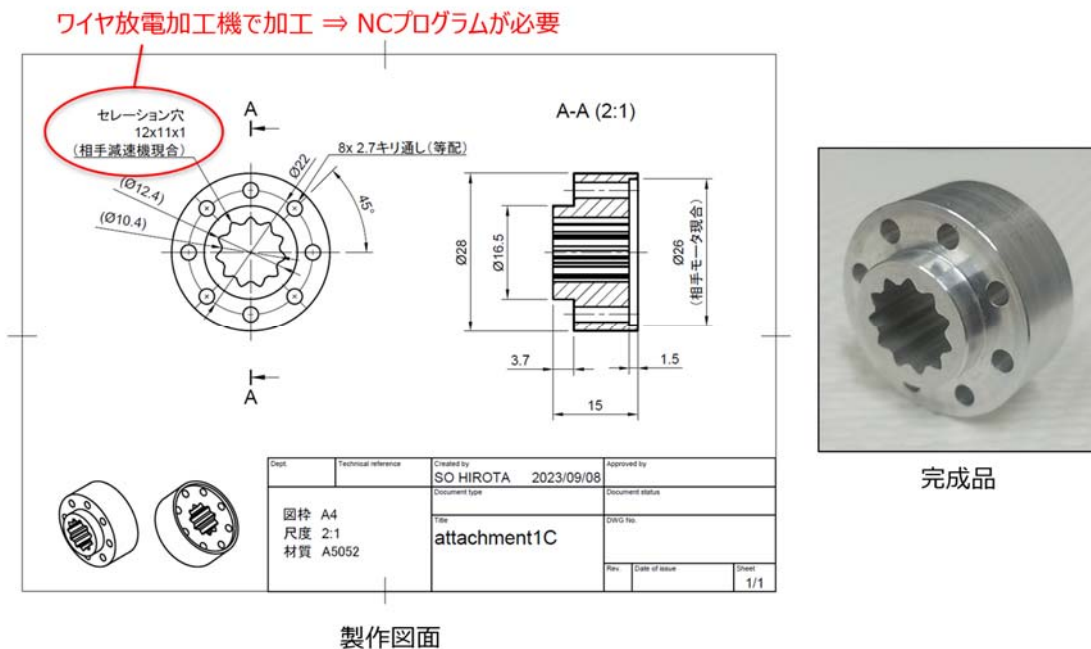 ワイヤ放電加工機で加工 ⇒ NCプログラムが必要
セレーション穴
12x11x1
(相手減速機現合)
A
A-A (2:1)
8x 2.7キリ通し(等配)
Ø22
45°
(Ø12.4)
(Ø10.4)
Ø28
Ø16.5
Ø26
(相手モータ現合)
3.7
1.5
15
A
Dept.
Technical reference
Created by
SO HIROTA 2023/09/08
Approved by
Document type
Document status
図枠 A4
尺度 2:1
材質 A5052
Title
attachment1C
DWG No.
Rev.
Date of issue
Sheet
1/1
製作図面
完成品